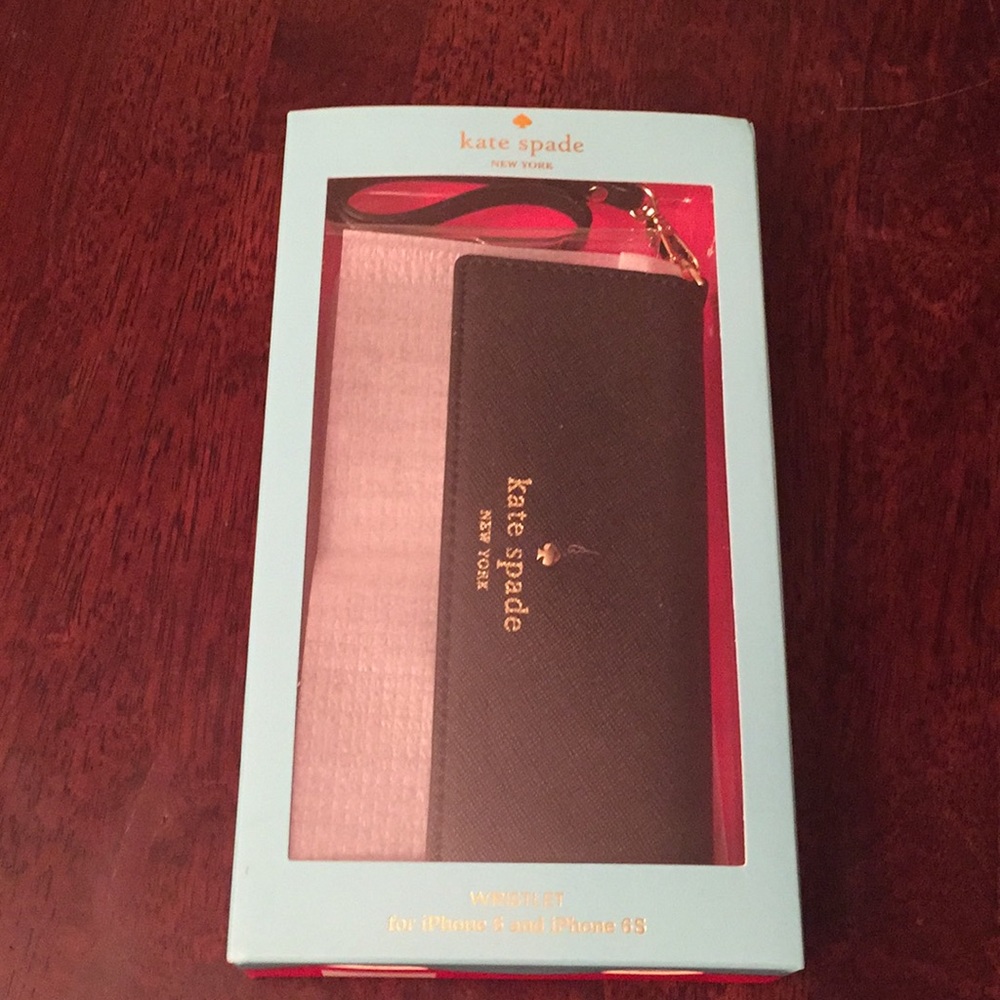 kate spade
NEW YORK
kate spade
NEW YORK
WRISTLET
for iPhone 6 and iPhone 6S